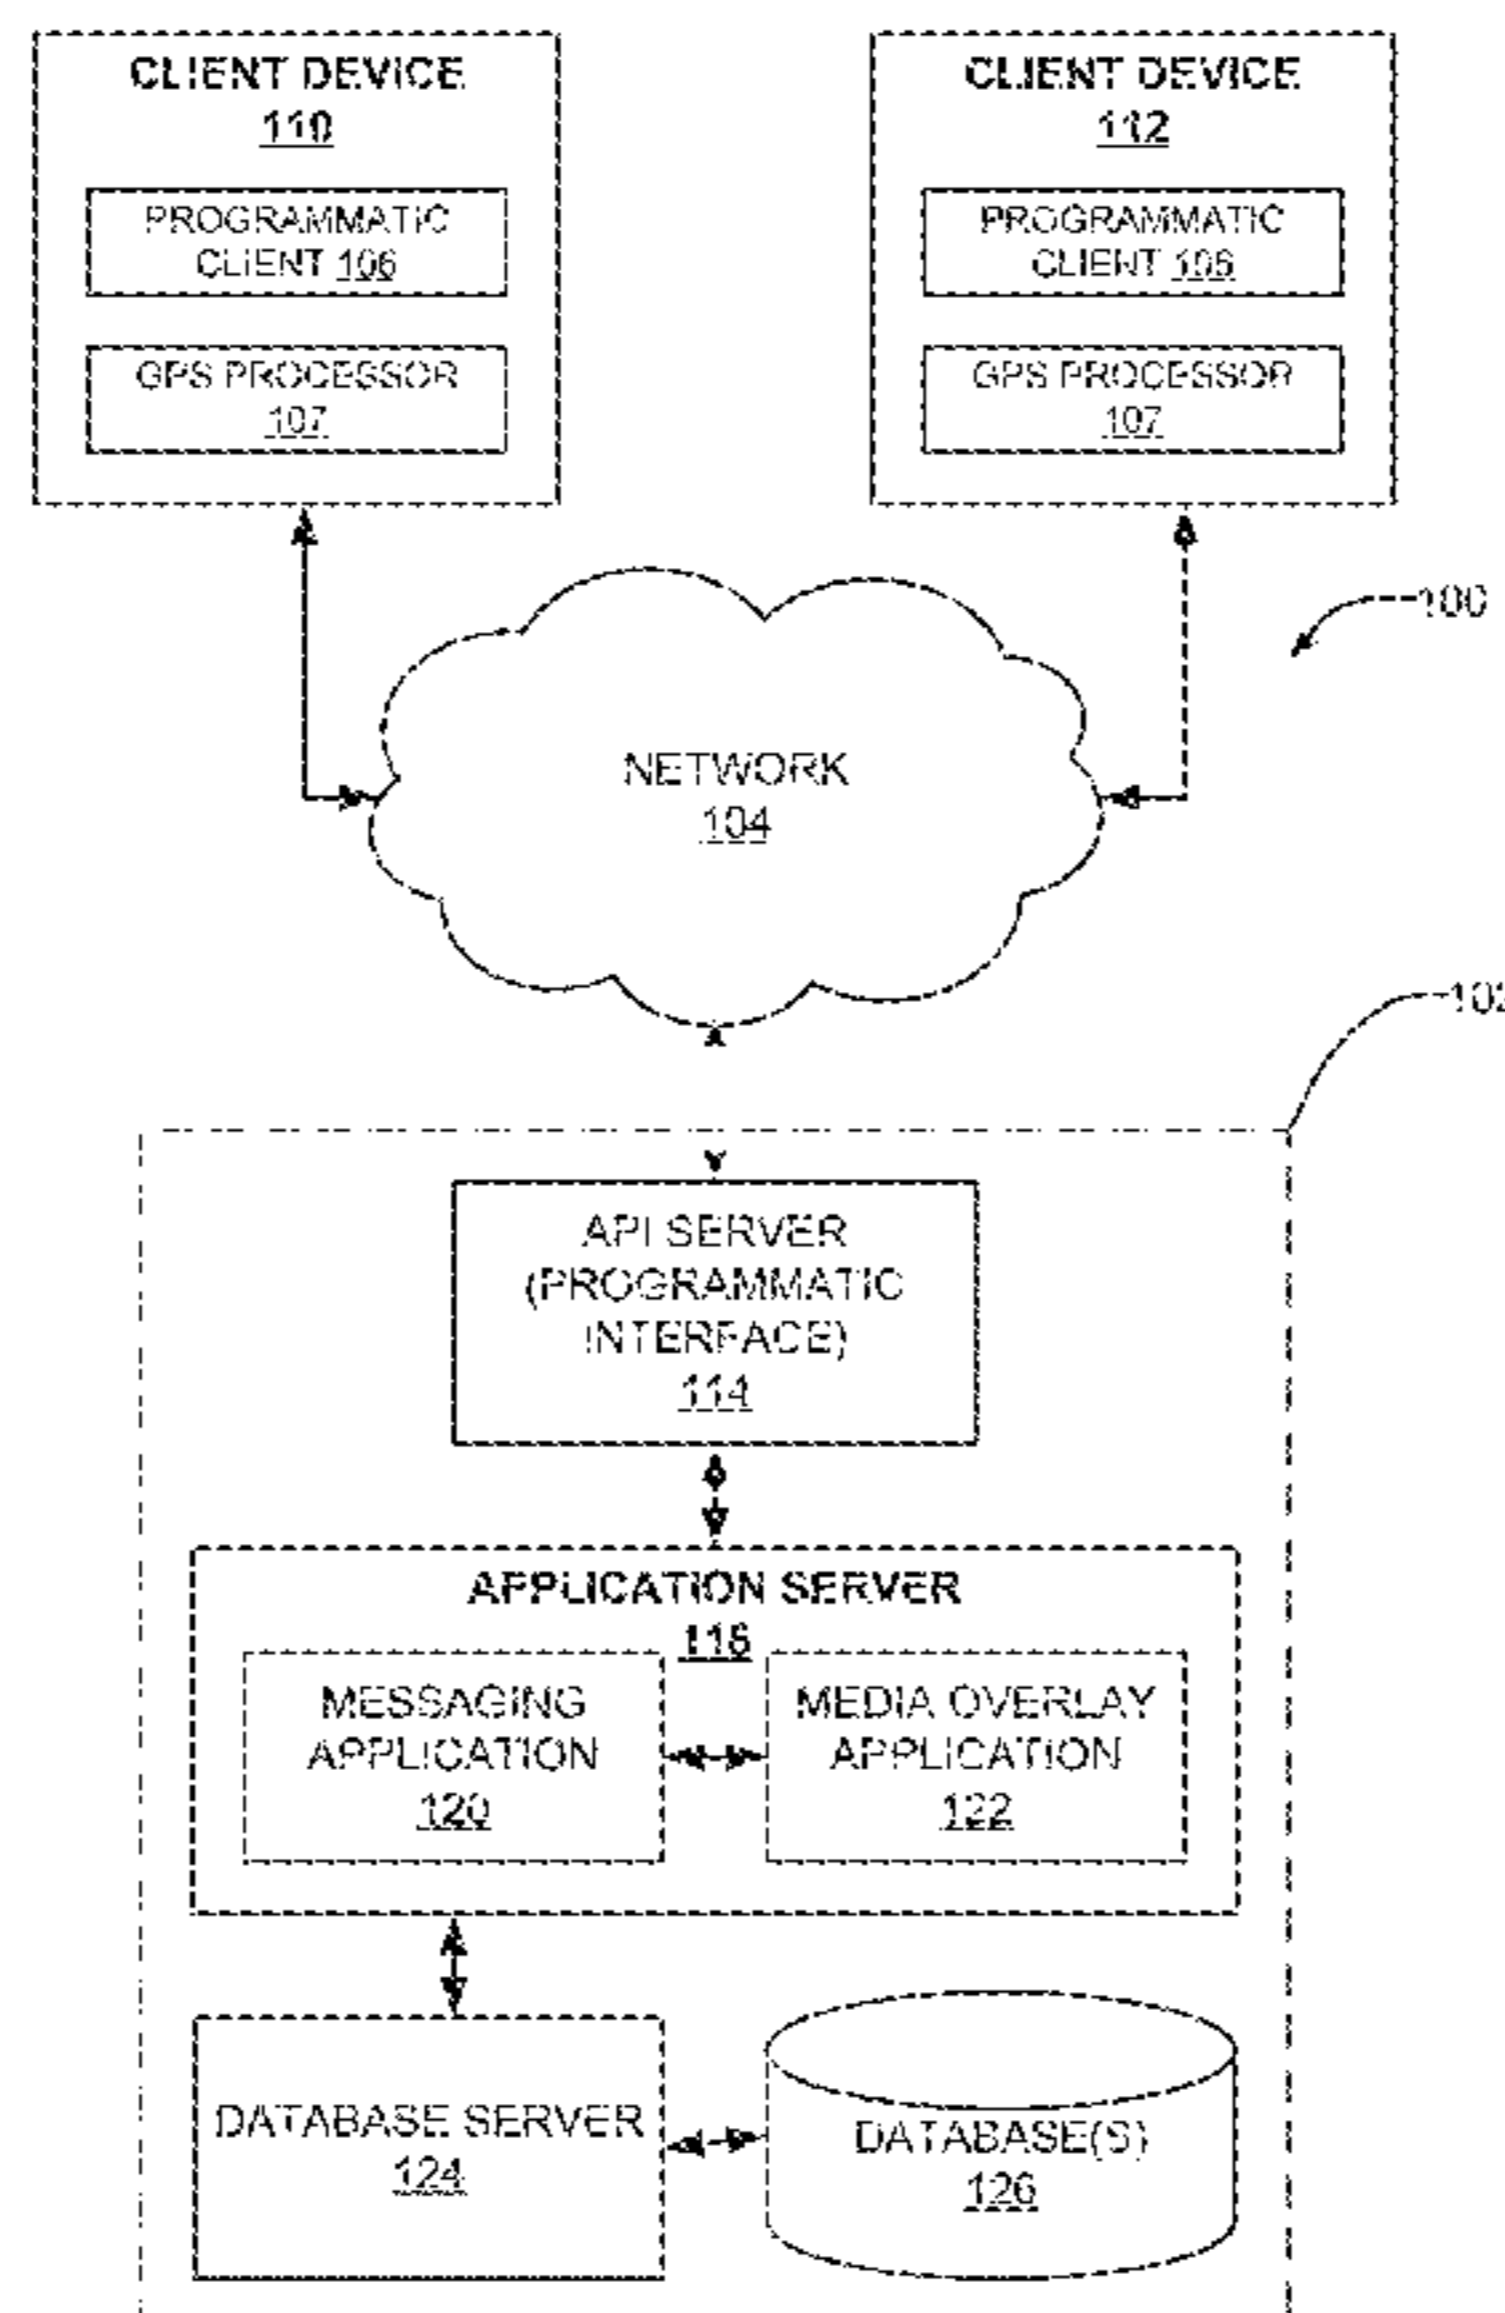 CLIENT DEVICE
110
PROGRAMMATIC
CLIENT 106
GPS PROCESSOR
107
CLIENT DEVICE
112
PROGRAMMATIC
CLIENT 106
GPS PROCESSOR
107
100
NETWORK
104
102
API SERVER
(PROGRAMMATIC
INTERFACE)
114
APPLICATION SERVER
118
MESSAGING
APPLICATION
120
MEDIA OVERLAY
APPLICATION
122
DATABASE SERVER
124
DATABASE(S)
126